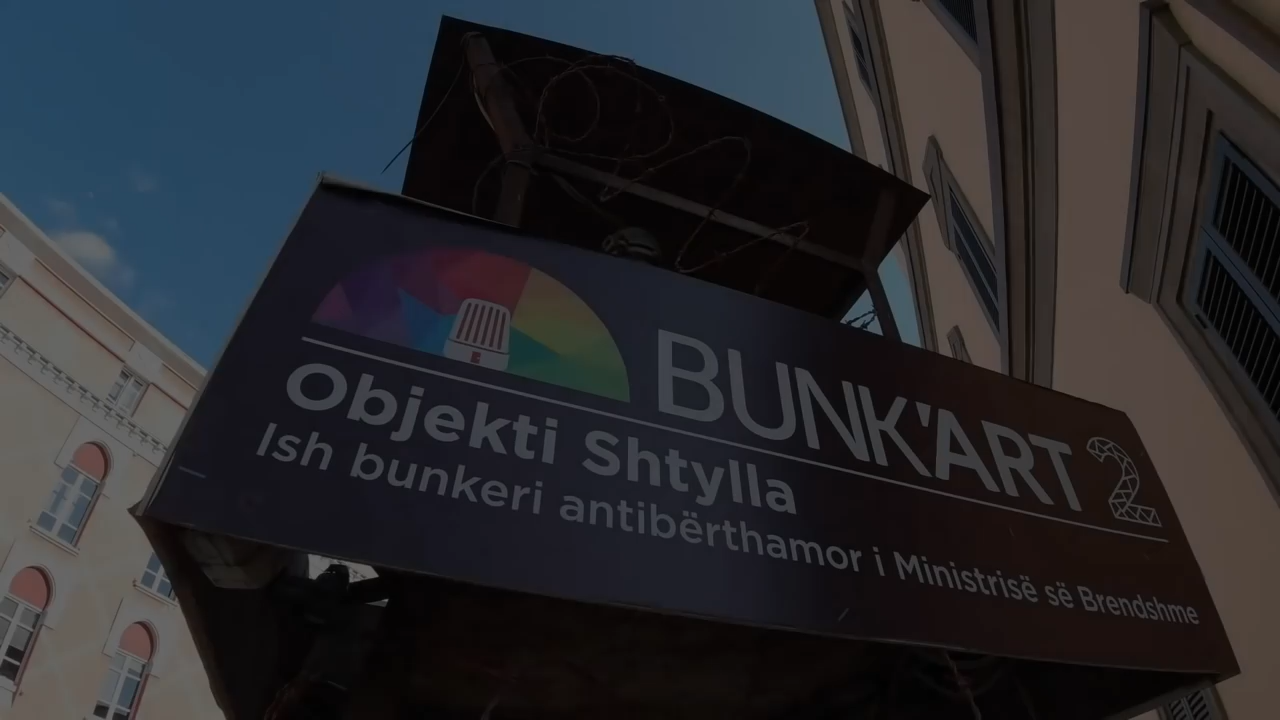 BUNK'ART 2
Objekti Shtylla
Ish bunkeri antibërthamor i Ministrisë së Brendshme